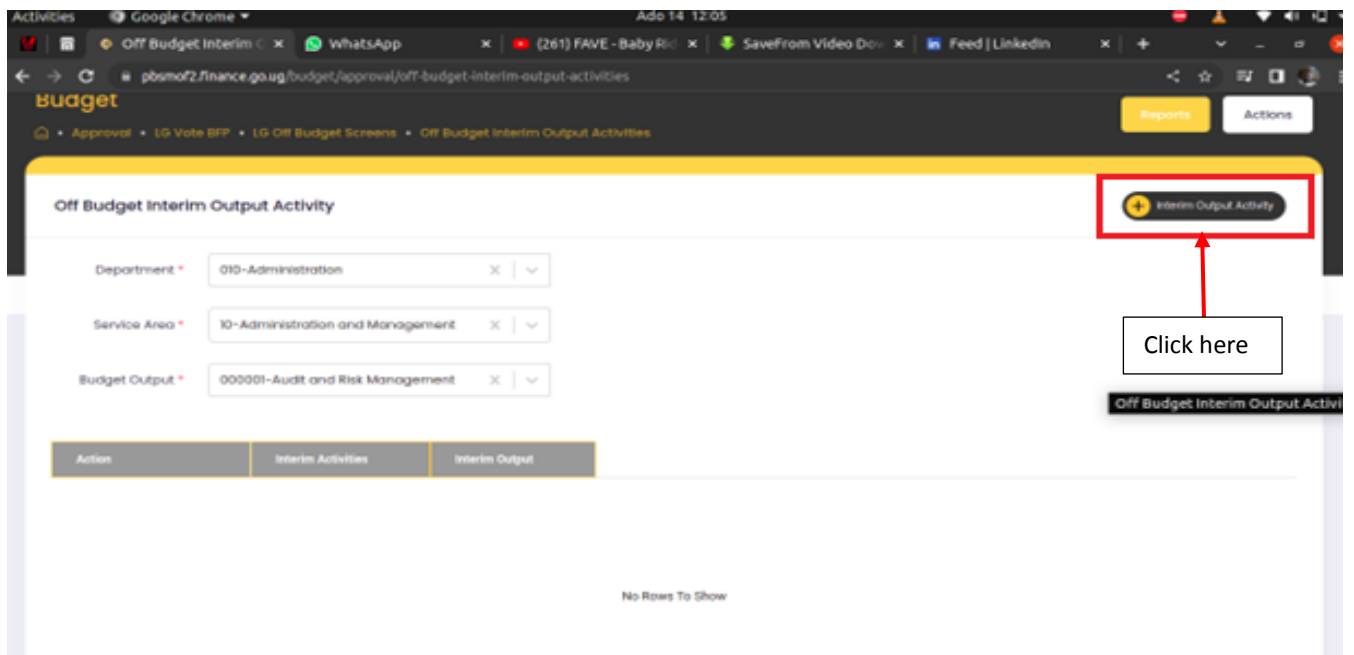 Activities Google Chrome Ado 14 12:05
Off Budget Interim WhatsApp (261) FAVE - Baby Rid SaveFrom Video Dow Feed | LinkedIn
pbsmof2.finance.go.ug/budget/approval/off-budget-interim-output-activities
Budget
Reports Actions
Approval • LG Vote BFP • LG Off Budget Screens • Off Budget Interim Output Activities
Off Budget Interim Output Activity
Interim Output Activity
Department * 010-Administration
Service Area * 10-Administration and Management
Click here
Budget Output * 000001-Audit and Risk Management
Off Budget Interim Output Activi
Action Interim Activities Interim Output
No Rows To Show